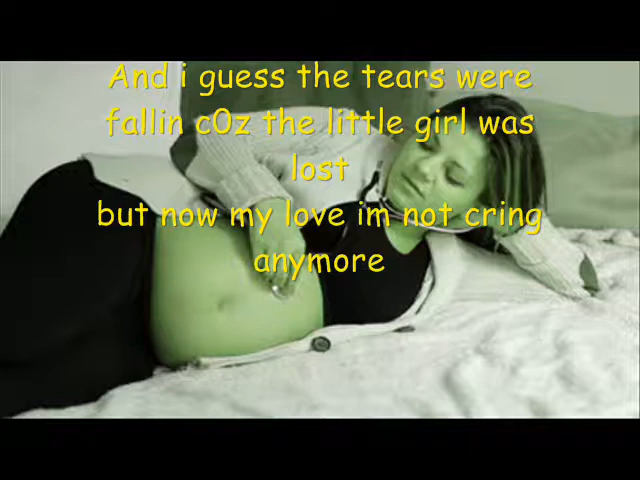 And i guess the tears were
fallin c0z the little girl was
lost
but now my love im not cring
anymore